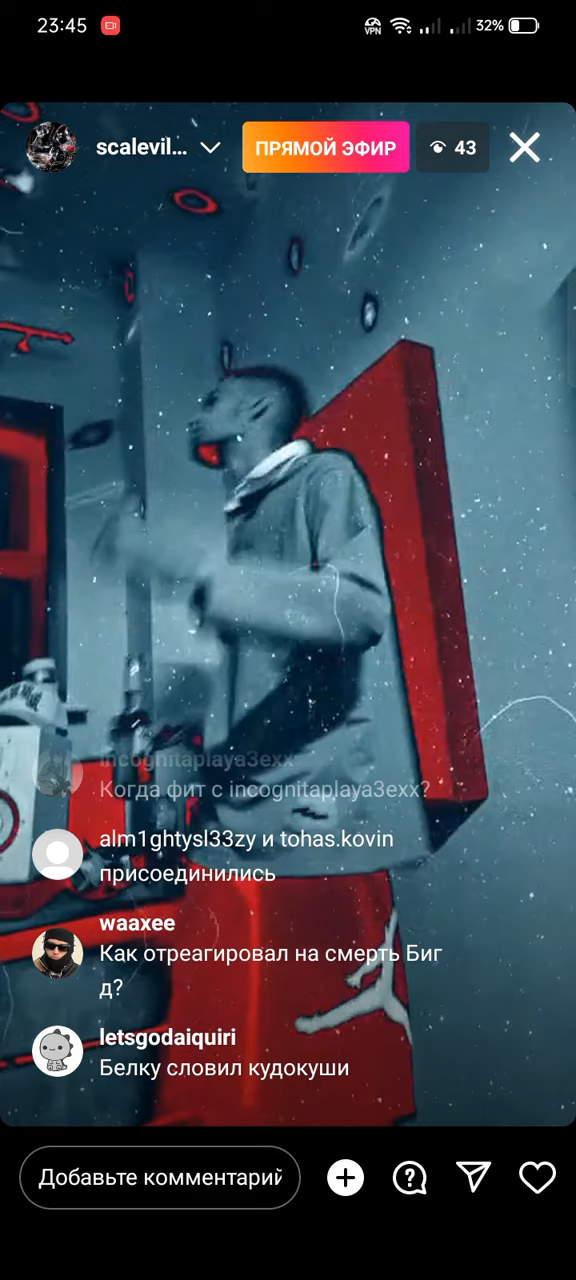 23:45
VPN
32%
scalevil...
ПРЯМОЙ ЭФИР
43
incognitaplaya3exx
Когда фит с incognitaplaya3exx?
alm1ghtysl33zy и tohas.kovin
присоединились
waaxee
Как отреагировал на смерть Биг
д?
letsgodaiquiri
Белку словил кудокуши
Добавьте комментарий